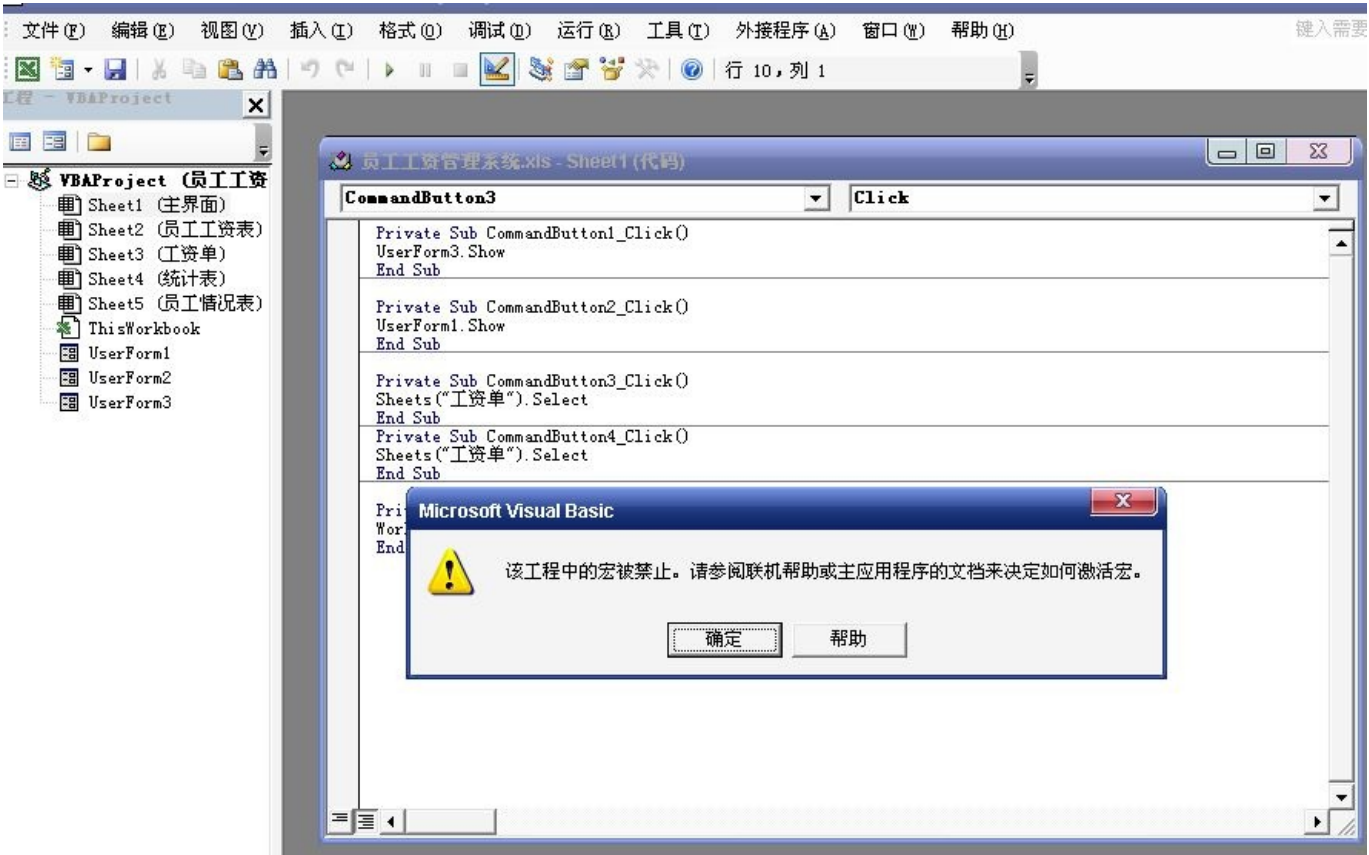 文件(F) 编辑(E) 视图(V) 插入(I) 格式(O) 调试(D) 运行(R) 工具(T) 外接程序(A) 窗口(W) 帮助(H) 键入需要
行 10，列 1
工程 - VBAProject
VBAProject (员工工资
Sheet1 (主界面)
Sheet2 (员工工资表)
Sheet3 (工资单)
Sheet4 (统计表)
Sheet5 (员工情况表)
ThisWorkbook
UserForm1
UserForm2
UserForm3
员工工资管理系统.xls - Sheet1 (代码)
CommandButton3 Click
Private Sub CommandButton1_Click()
UserForm3.Show
End Sub
Private Sub CommandButton2_Click()
UserForm1.Show
End Sub
Private Sub CommandButton3_Click()
Sheets("工资单").Select
End Sub
Private Sub CommandButton4_Click()
Sheets("工资单").Select
End Sub
Pri
Wor
End
Microsoft Visual Basic
该工程中的宏被禁止。请参阅联机帮助或主应用程序的文档来决定如何激活宏。
确定 帮助